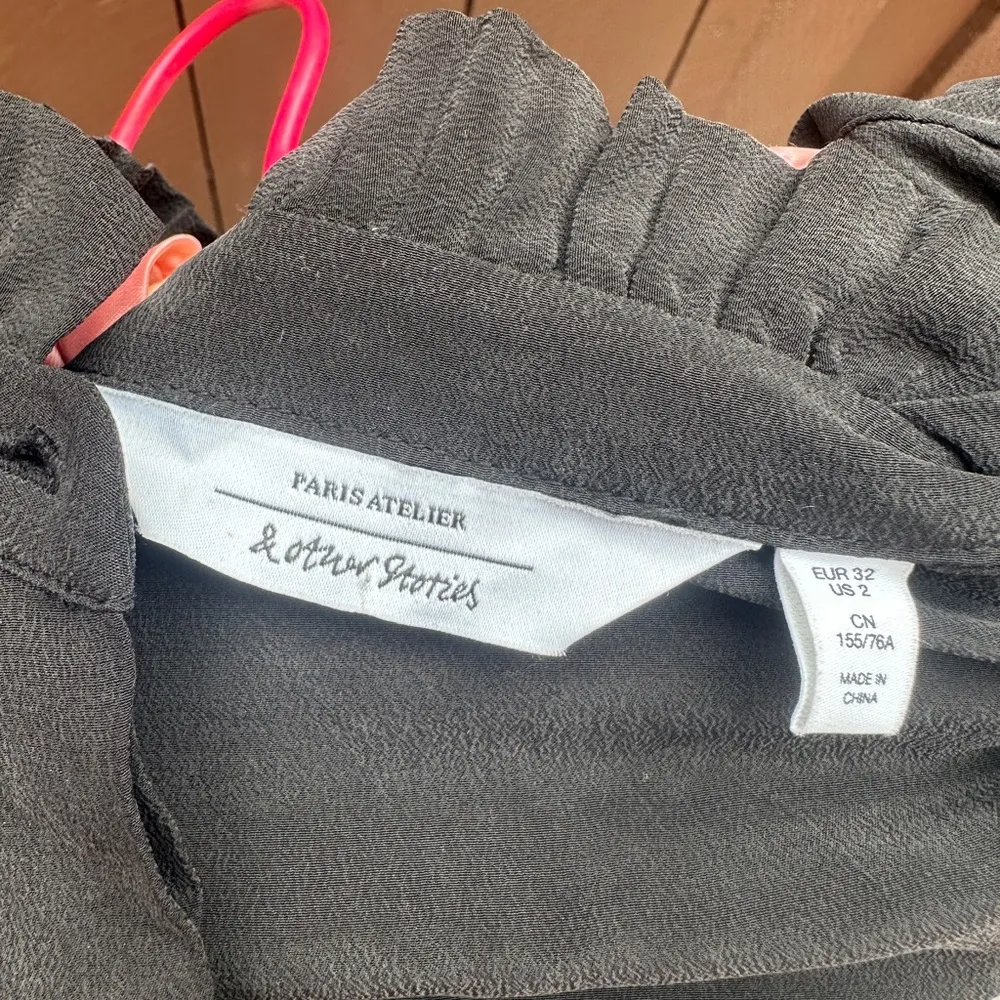 PARIS ATELIER
& other Stories
EUR 32
US 2
CN
155/76A
MADE IN
CHINA